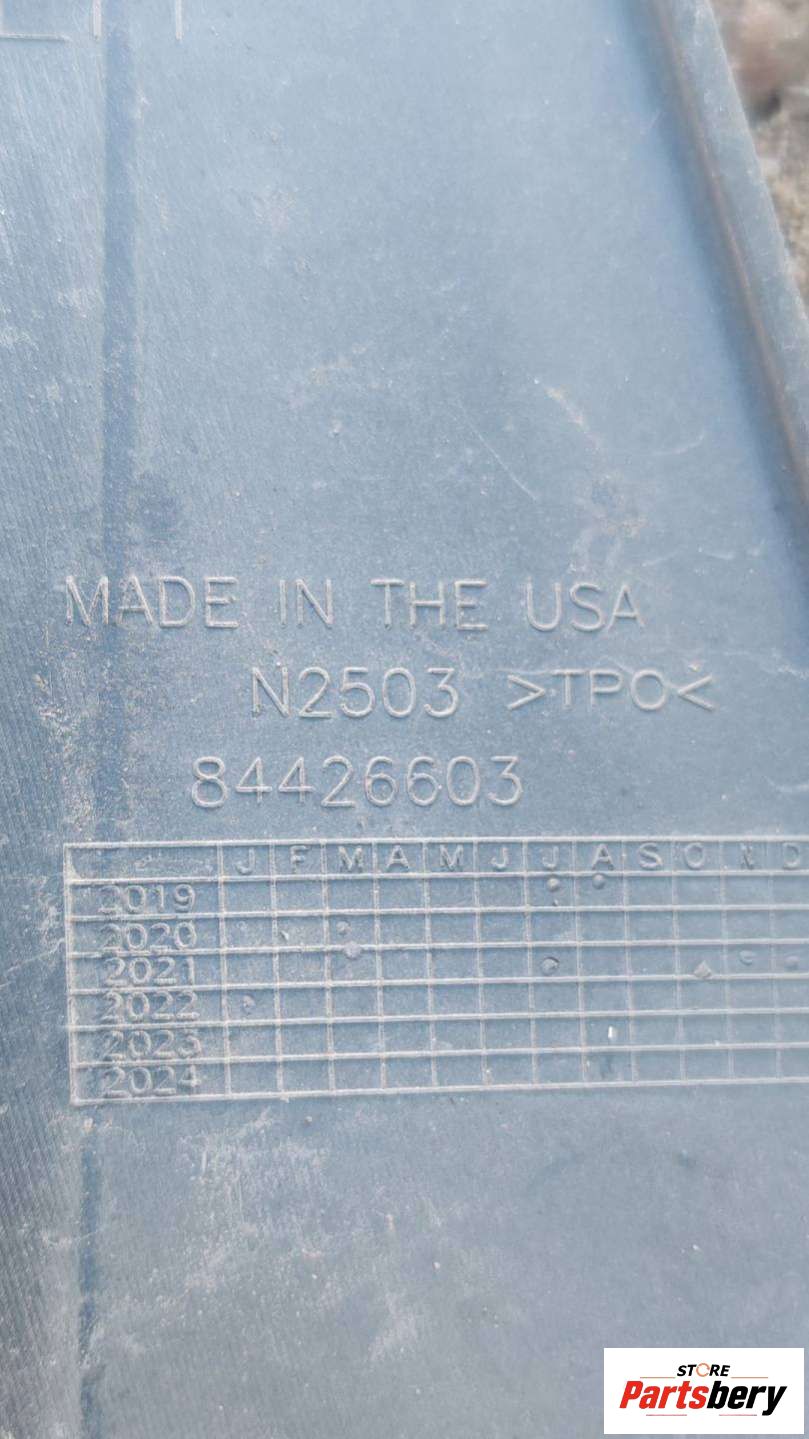 MADE IN THE USA
N2503 >TPO<
84426603
J F M A M J J A S O N D
2019
2020
2021
2022
2023
2024
STORE
Partsbery